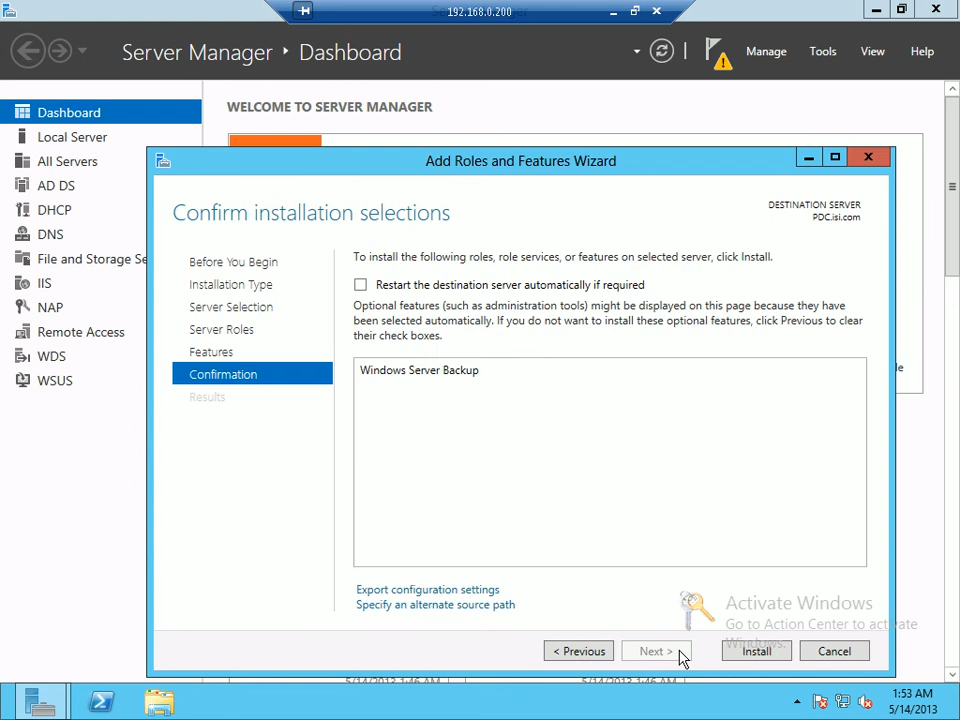 192.168.0.200
Server Manager ‣ Dashboard
Manage Tools View Help
Dashboard
Local Server
All Servers
AD DS
DHCP
DNS
File and Storage Se
IIS
NAP
Remote Access
WDS
WSUS
WELCOME TO SERVER MANAGER
Add Roles and Features Wizard
Confirm installation selections
DESTINATION SERVER
PDC.isi.com
Before You Begin
Installation Type
Server Selection
Server Roles
Features
Confirmation
Results
To install the following roles, role services, or features on selected server, click Install.
Restart the destination server automatically if required
Optional features (such as administration tools) might be displayed on this page because they have
been selected automatically. If you do not want to install these optional features, click Previous to clear
their check boxes.
Windows Server Backup
Export configuration settings
Specify an alternate source path
Activate Windows
Go to Action Center to activate
Windows.
< Previous
Next >
Install
Cancel
1:53 AM
5/14/2013